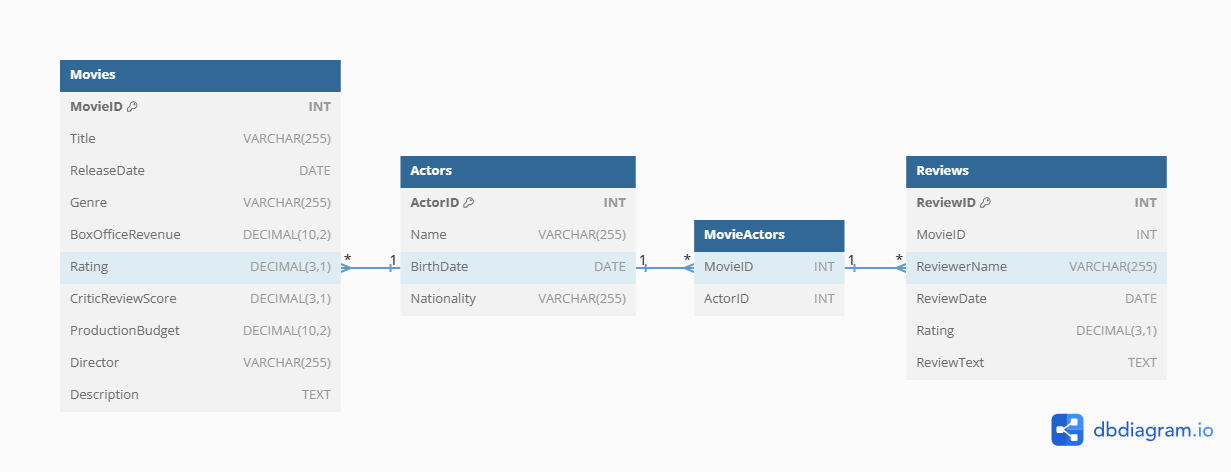 Movies
MovieID INT
Title VARCHAR(255)
ReleaseDate DATE
Genre VARCHAR(255)
BoxOfficeRevenue DECIMAL(10,2)
Rating DECIMAL(3,1)
CriticReviewScore DECIMAL(3,1)
ProductionBudget DECIMAL(10,2)
Director VARCHAR(255)
Description TEXT
* 1
Actors
ActorID INT
Name VARCHAR(255)
BirthDate DATE
Nationality VARCHAR(255)
1 *
MovieActors
MovieID INT
ActorID INT
1 *
Reviews
ReviewID INT
MovieID INT
ReviewerName VARCHAR(255)
ReviewDate DATE
Rating DECIMAL(3,1)
ReviewText TEXT
dbdiagram.io